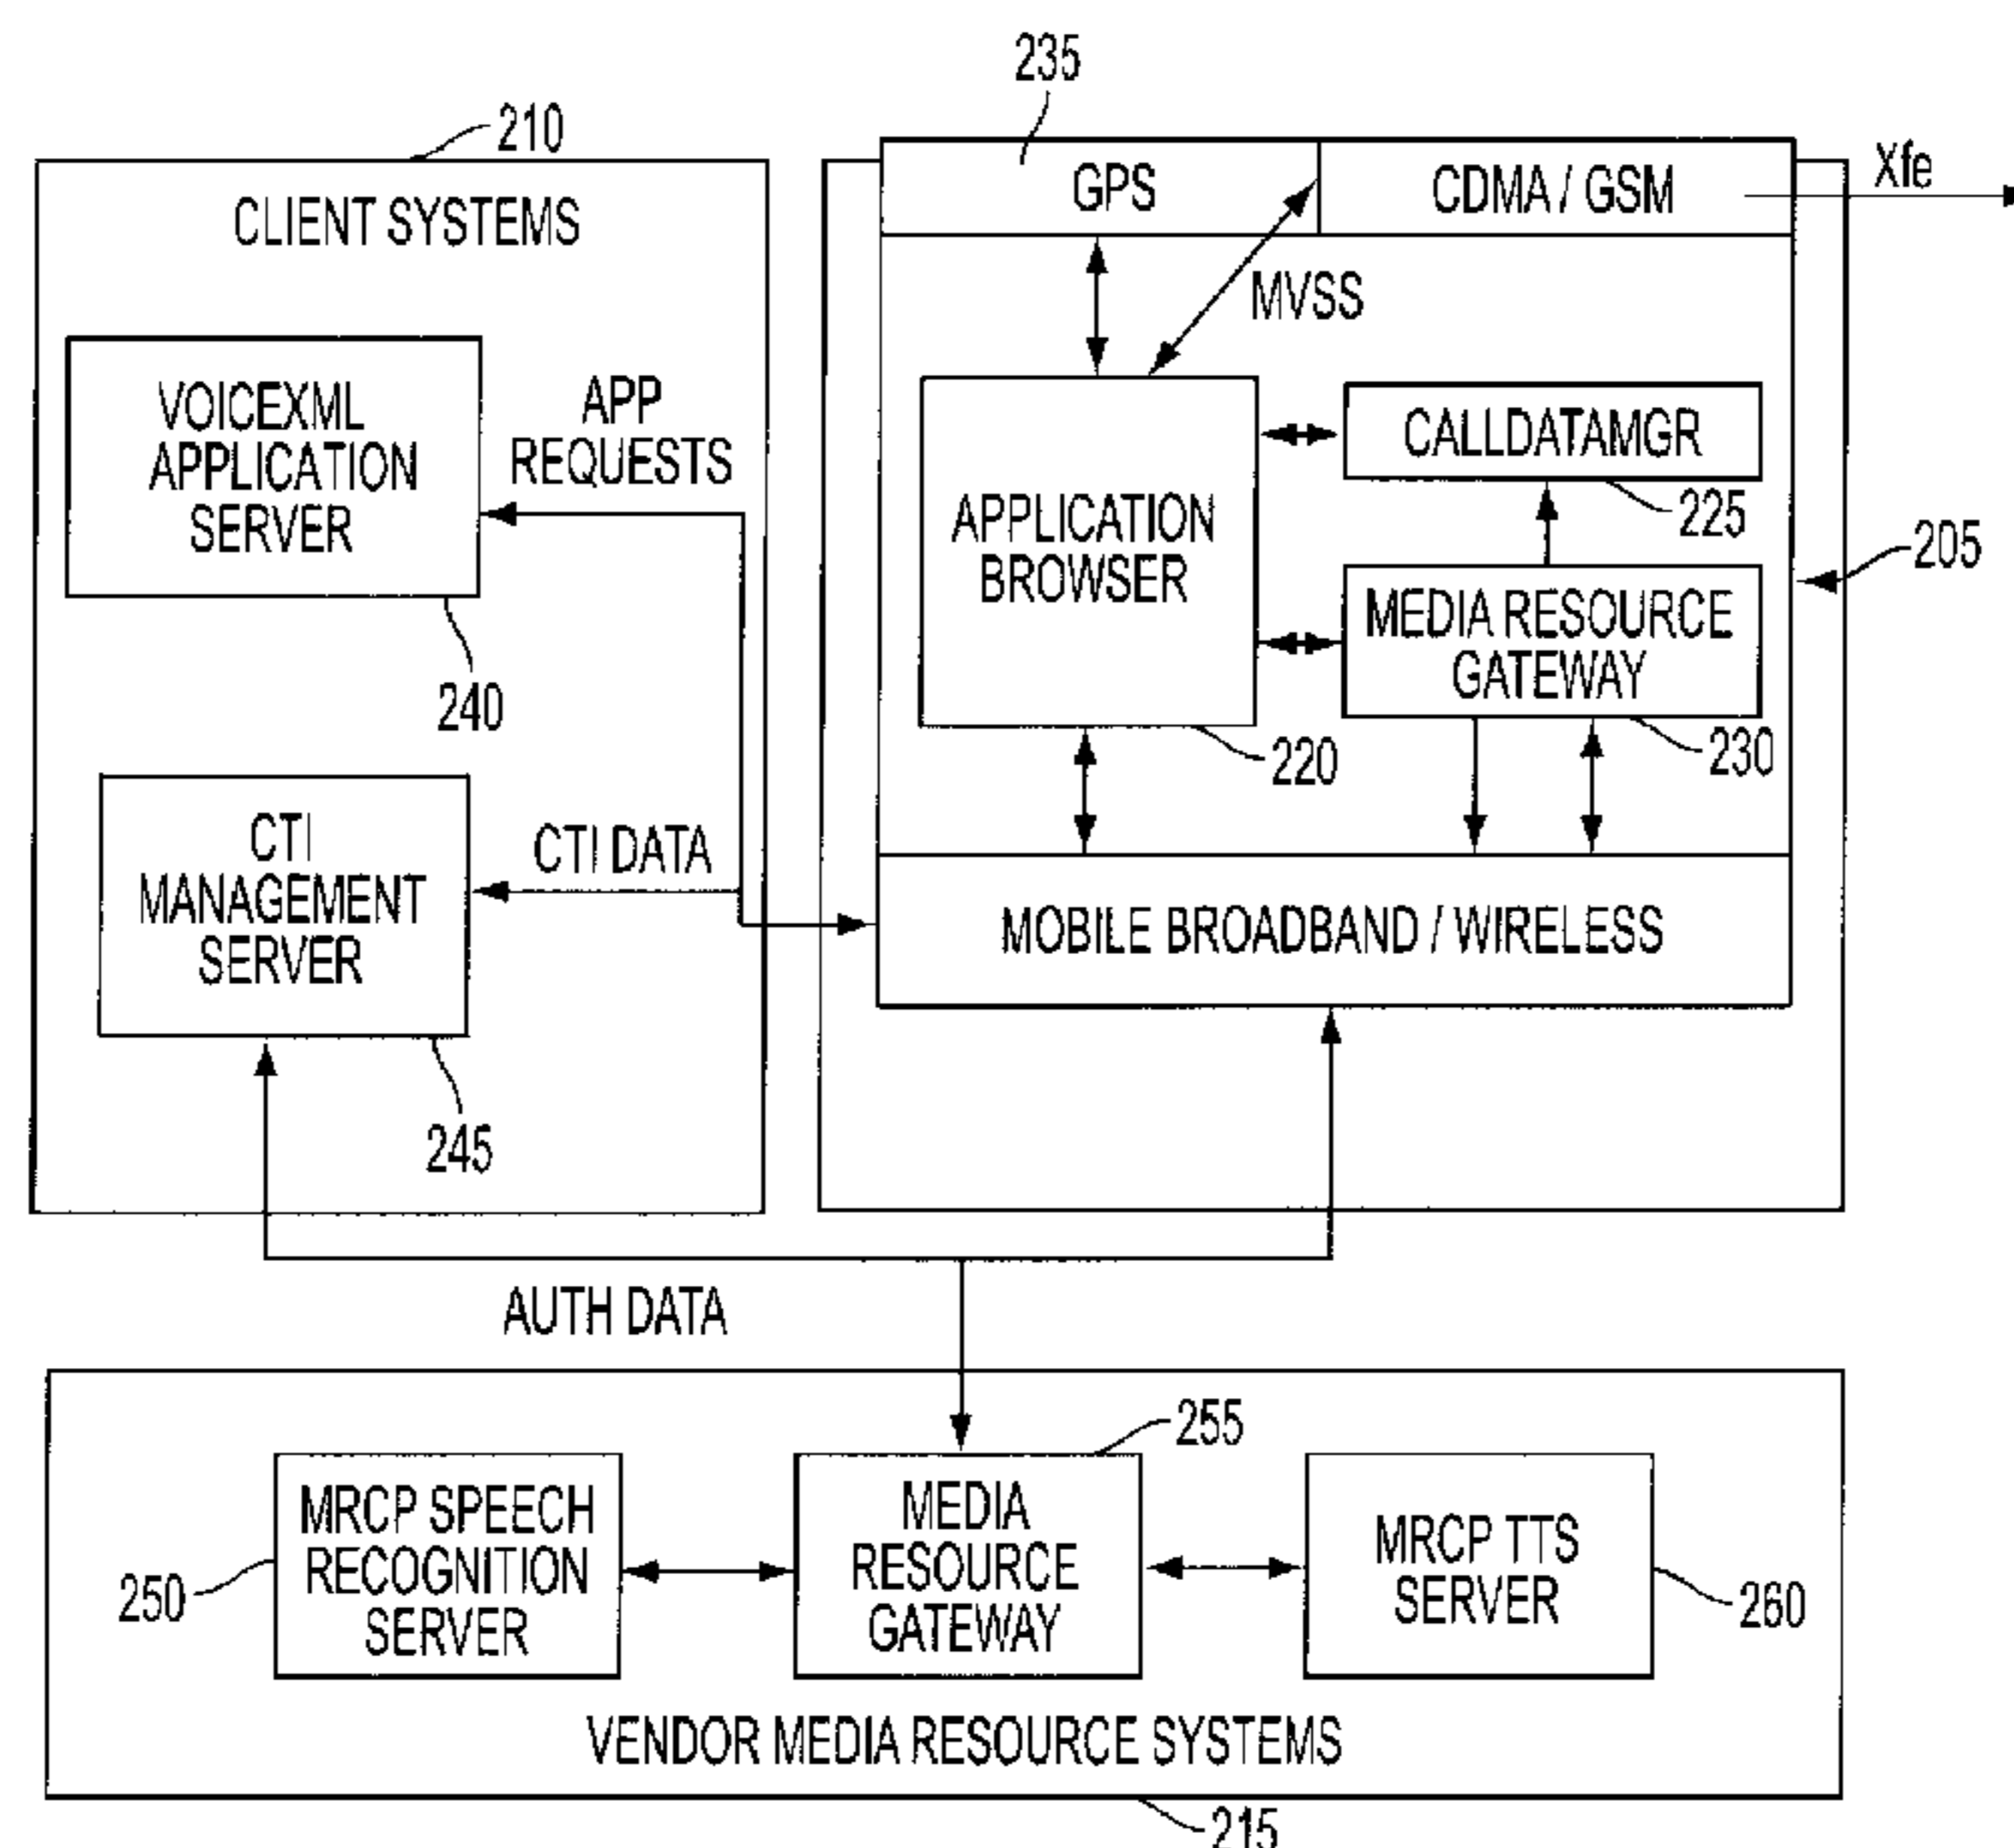 235
210
CLIENT SYSTEMS
GPS
CDMA / GSM
Xfe
MVSS
VOICEXML
APPLICATION
SERVER
APP
REQUESTS
CALLDATAMGR
225
APPLICATION
BROWSER
205
MEDIA RESOURCE
GATEWAY
240
220
230
CTI
MANAGEMENT
SERVER
CTI DATA
MOBILE BROADBAND / WIRELESS
245
AUTH DATA
255
MRCP SPEECH
RECOGNITION
SERVER
250
MEDIA
RESOURCE
GATEWAY
MRCP TTS
SERVER
260
VENDOR MEDIA RESOURCE SYSTEMS
215